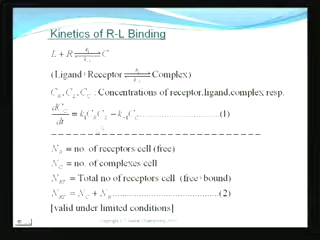 Kinetics of R-L Binding
L + R ⇌ C
(Ligand+Receptor ⇌ Complex)
C_R, C_L, C_C : Concentrations of receptor,ligand,complex resp.
dC_C/dt = k_f C_R C_L − k_r C_C..............................(1)
N_R = no. of receptors cell (free)
N_C = no. of complexes/cell
N_RT = Total no of receptors cell (free+bound)
N_RT = N_C + N_R..............................(2)
[valid under limited conditions]